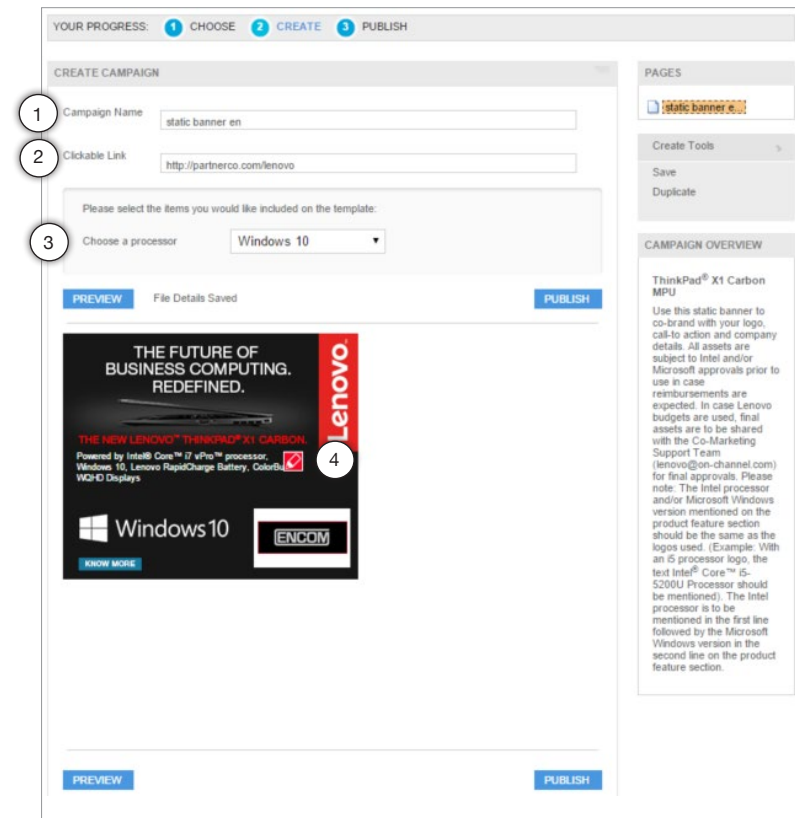 YOUR PROGRESS: 1 CHOOSE 2 CREATE 3 PUBLISH
CREATE CAMPAIGN
1
Campaign Name
static banner en
2
Clickable Link
http://partnerco.com/lenovo
Please select the items you would like included on the template:
3
Choose a processor
Windows 10
PREVIEW
File Details Saved
PUBLISH
THE FUTURE OF
BUSINESS COMPUTING.
REDEFINED.
Lenovo
THE NEW LENOVO™ THINKPAD® X1 CARBON.
Powered by Intel® Core™ i7 vPro™ processor,
Windows 10, Lenovo RapidCharge Battery, ColorBu
WQHD Displays
4
Windows 10
ENCOM
KNOW MORE
PREVIEW
PUBLISH
PAGES
static banner e...
Create Tools
Save
Duplicate
CAMPAIGN OVERVIEW
ThinkPad® X1 Carbon
MPU
Use this static banner to
co-brand with your logo,
call-to action and company
details. All assets are
subject to Intel and/or
Microsoft approvals prior to
use in case
reimbursements are
expected. In case Lenovo
budgets are used, final
assets are to be shared
with the Co-Marketing
Support Team
(lenovo@on-channel.com)
for final approvals. Please
note: The Intel processor
and/or Microsoft Windows
version mentioned on the
product feature section
should be the same as the
logos used. (Example: With
an i5 processor logo, the
text Intel® Core™ i5-
5200U Processor should
be mentioned). The Intel
processor is to be
mentioned in the first line
followed by the Microsoft
Windows version in the
second line on the product
feature section.